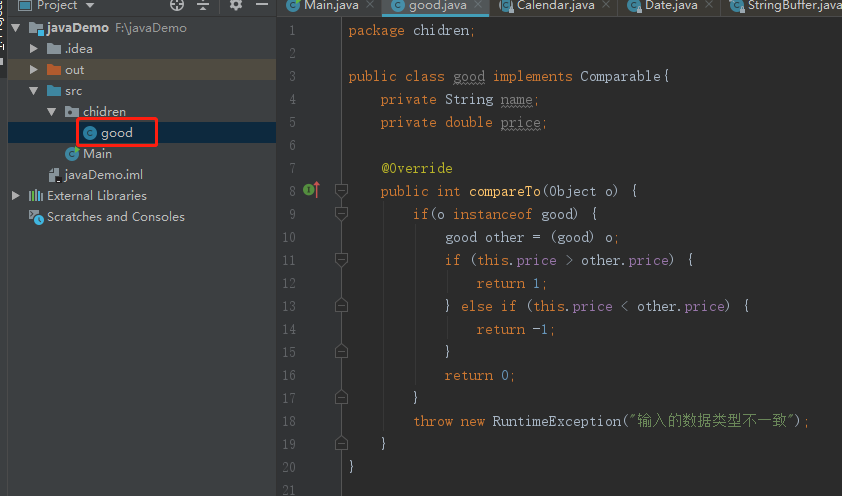 Project
Main.java
good.java
Calendar.java
Date.java
StringBuffer.java
javaDemo F:\javaDemo
.idea
out
src
chidren
good
Main
javaDemo.iml
External Libraries
Scratches and Consoles
1 package chidren;
2
3 public class good implements Comparable{
4 private String name;
5 private double price;
6
7 @Override
8 public int compareTo(Object o) {
9 if(o instanceof good) {
10 good other = (good) o;
11 if (this.price > other.price) {
12 return 1;
13 } else if (this.price < other.price) {
14 return -1;
15 }
16 return 0;
17 }
18 throw new RuntimeException("输入的数据类型不一致");
19 }
20 }
21